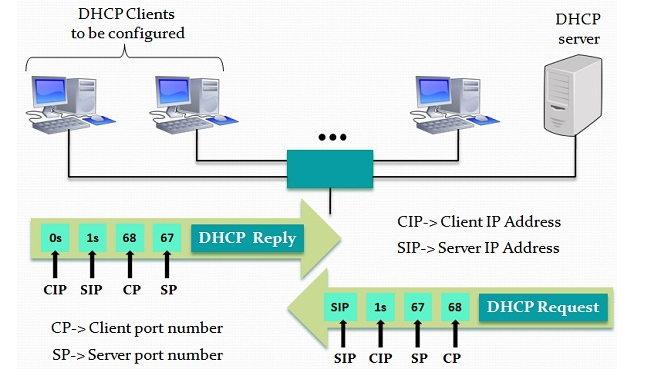 DHCP Clients
to be configured
DHCP
server
CIP-> Client IP Address
SIP-> Server IP Address
0s 1s 68 67 DHCP Reply
CIP SIP CP SP
CP-> Client port number
SP-> Server port number
SIP 1s 67 68 DHCP Request
SIP CIP SP CP